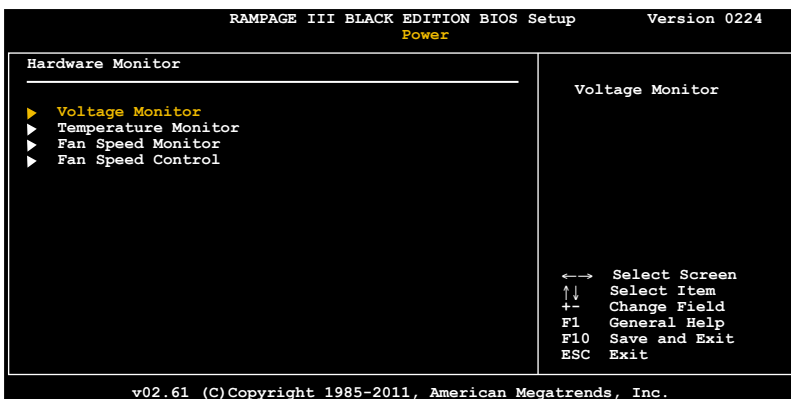 RAMPAGE III BLACK EDITION BIOS Setup Version 0224
Power
Hardware Monitor
Voltage Monitor
Temperature Monitor
Fan Speed Monitor
Fan Speed Control
Voltage Monitor
←→ Select Screen
↑↓ Select Item
+- Change Field
F1 General Help
F10 Save and Exit
ESC Exit
v02.61 (C)Copyright 1985-2011, American Megatrends, Inc.